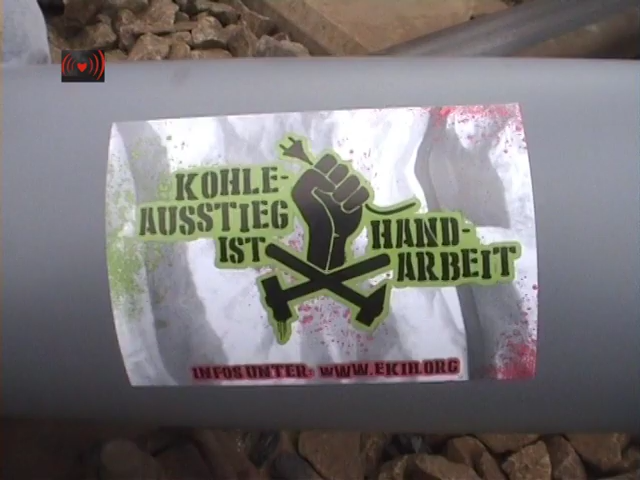 KOHLE-
AUSSTIEG
IST
HAND-
ARBEIT
INFOS UNTER: WWW.EKIB.ORG